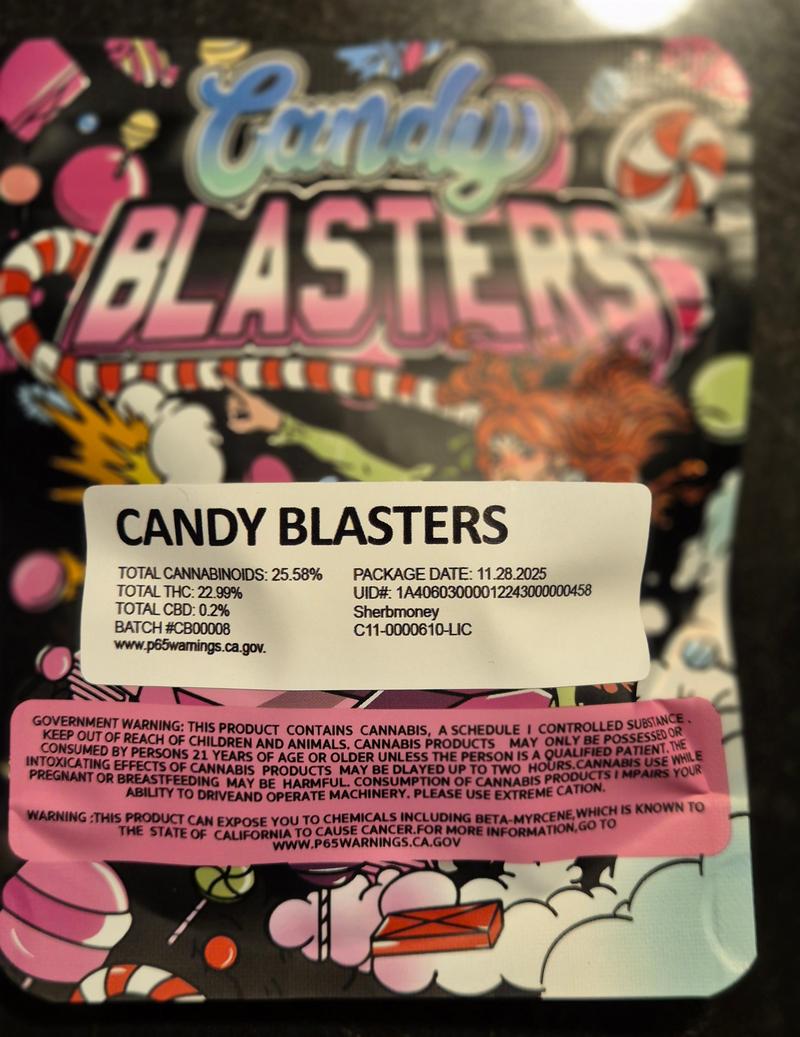 Candy
BLASTERS
CANDY BLASTERS
TOTAL CANNABINOIDS: 25.58%
TOTAL THC: 22.99%
TOTAL CBD: 0.2%
BATCH #CB00008
www.p65warnings.ca.gov.
PACKAGE DATE: 11.28.2025
UID#: 1A4060300001224300000458
Sherbmoney
C11-0000610-LIC
GOVERNMENT WARNING: THIS PRODUCT CONTAINS CANNABIS, A SCHEDULE I CONTROLLED SUBSTANCE .
KEEP OUT OF REACH OF CHILDREN AND ANIMALS. CANNABIS PRODUCTS MAY ONLY BE POSSESSED OR
CONSUMED BY PERSONS 21 YEARS OF AGE OR OLDER UNLESS THE PERSON IS A QUALIFIED PATIENT. THE
INTOXICATING EFFECTS OF CANNABIS PRODUCTS MAY BE DLAYED UP TO TWO HOURS.CANNABIS USE WHILE
PREGNANT OR BREASTFEEDING MAY BE HARMFUL. CONSUMPTION OF CANNABIS PRODUCTS I MPAIRS YOUR
ABILITY TO DRIVEAND OPERATE MACHINERY. PLEASE USE EXTREME CATION.
WARNING :THIS PRODUCT CAN EXPOSE YOU TO CHEMICALS INCLUDING BETA-MYRCENE,WHICH IS KNOWN TO
THE STATE OF CALIFORNIA TO CAUSE CANCER.FOR MORE INFORMATION,GO TO
WWW.P65WARNINGS.CA.GOV